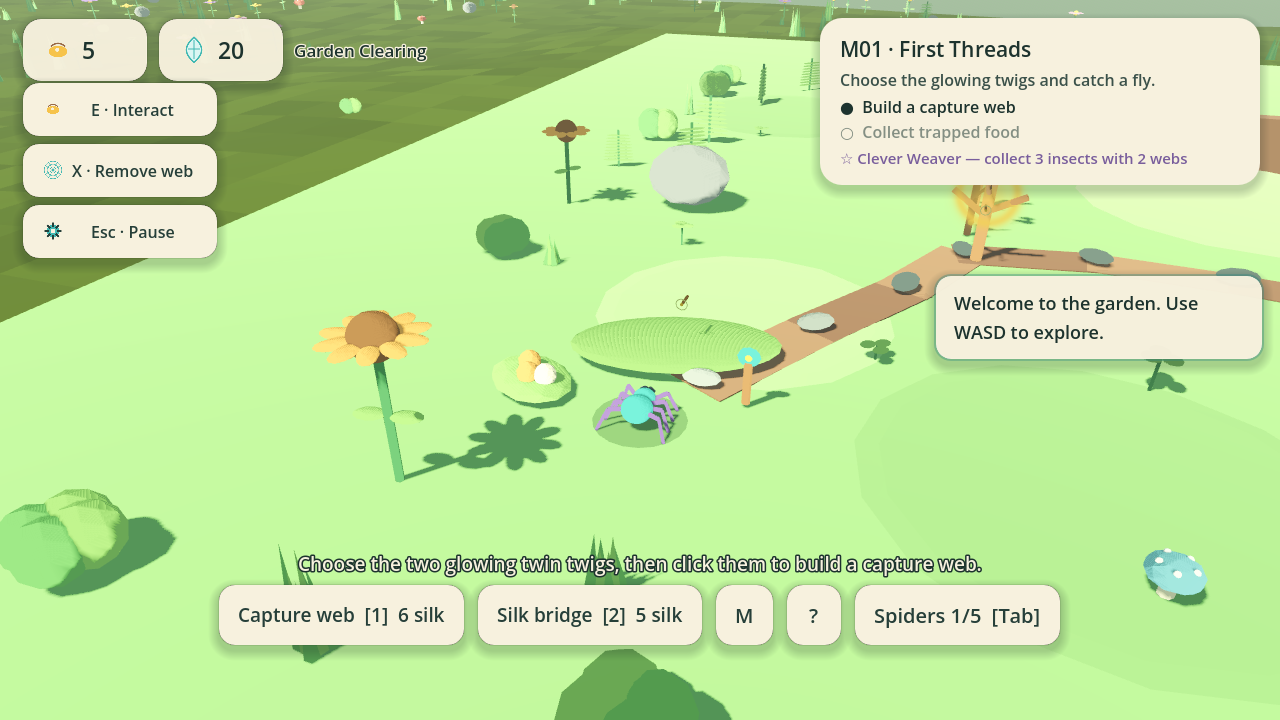 5
20
Garden Clearing
E · Interact
X · Remove web
Esc · Pause
M01 · First Threads
Choose the glowing twigs and catch a fly.
Build a capture web
Collect trapped food
☆ Clever Weaver — collect 3 insects with 2 webs
Welcome to the garden. Use
WASD to explore.
Choose the two glowing twin twigs, then click them to build a capture web.
Capture web [1] 6 silk
Silk bridge [2] 5 silk
M
?
Spiders 1/5 [Tab]